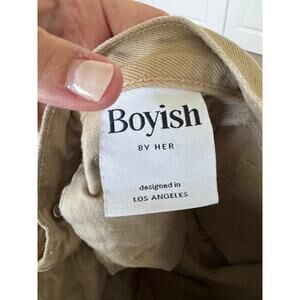 Boyish
BY HER
designed in
LOS ANGELES